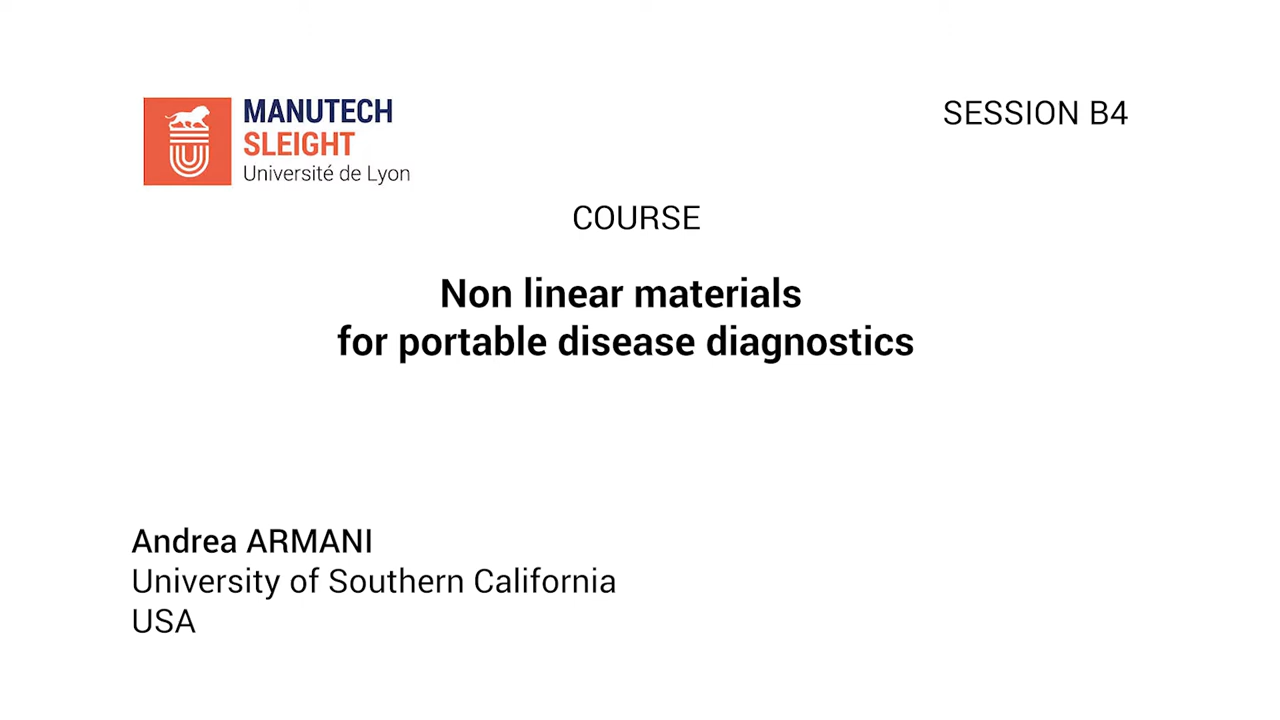 MANUTECH
SLEIGHT
Université de Lyon
SESSION B4
COURSE
Non linear materials
for portable disease diagnostics
Andrea ARMANI
University of Southern California
USA